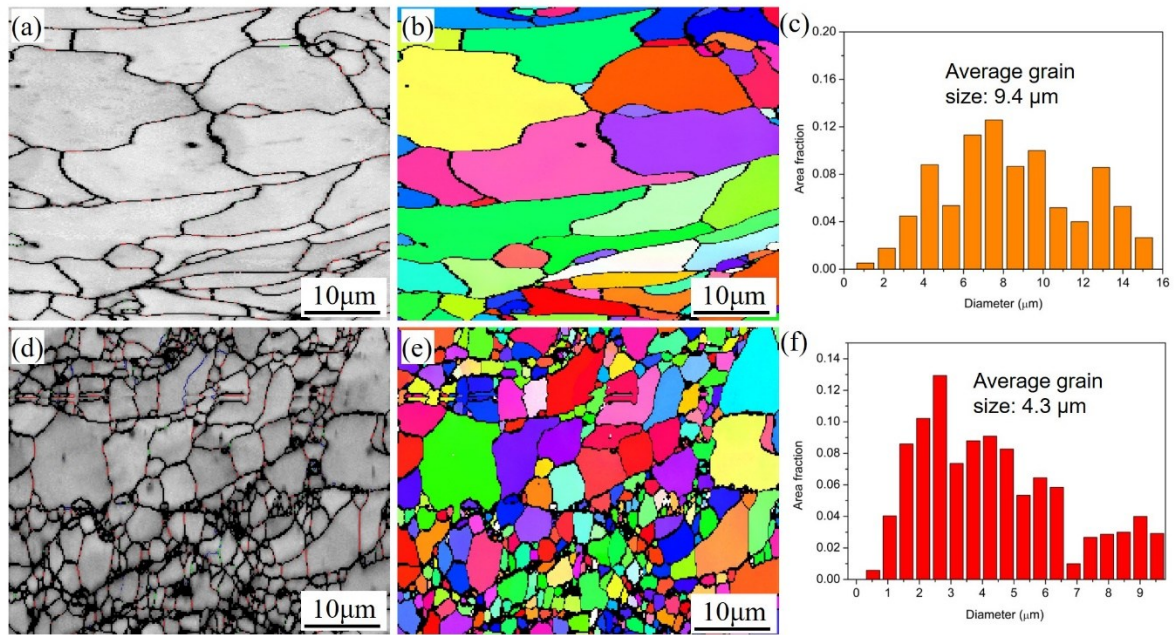 (a)
10μm
(b)
10μm
(c)
0.20
0.16
0.12
0.08
0.04
0.00
Area fraction
Average grain
size: 9.4 μm
0 2 4 6 8 10 12 14 16
Diameter (μm)
(d)
10μm
(e)
10μm
(f)
0.14
0.12
0.10
0.08
0.06
0.04
0.02
0.00
Area fraction
Average grain
size: 4.3 μm
0 1 2 3 4 5 6 7 8 9
Diameter (μm)